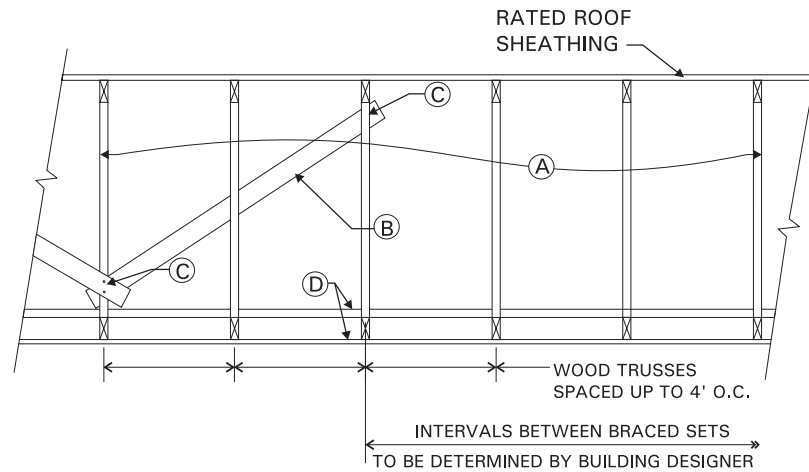 RATED ROOF
SHEATHING
C
A
B
C
D
WOOD TRUSSES
SPACED UP TO 4' O.C.
INTERVALS BETWEEN BRACED SETS
TO BE DETERMINED BY BUILDING DESIGNER